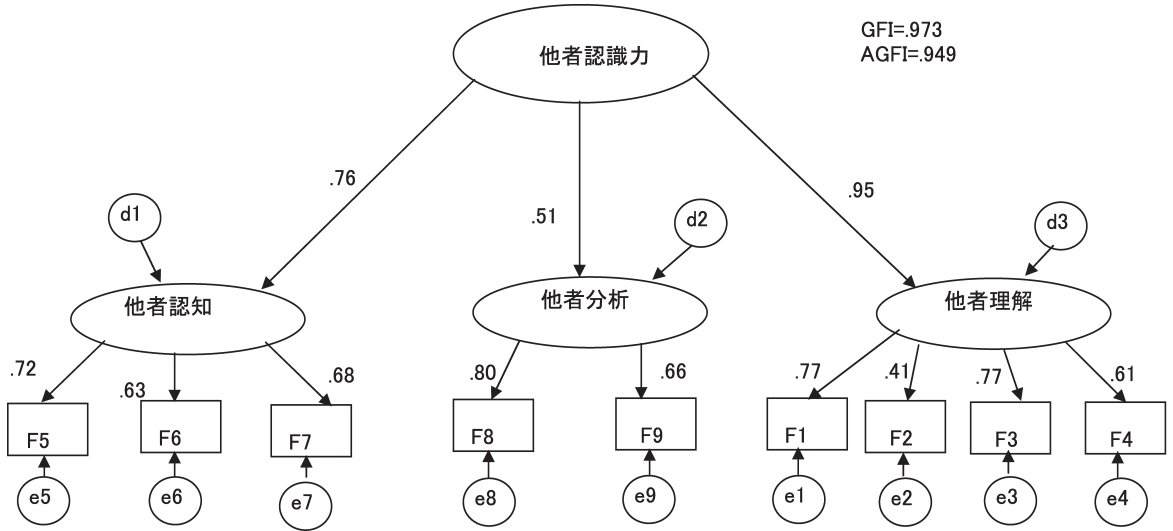 他者認識力
GFI=.973
AGFI=.949
.76
.51
.95
d1
d2
d3
他者認知
他者分析
他者理解
.72
.63
.68
.80
.66
.77
.41
.77
.61
F5
F6
F7
F8
F9
F1
F2
F3
F4
e5
e6
e7
e8
e9
e1
e2
e3
e4